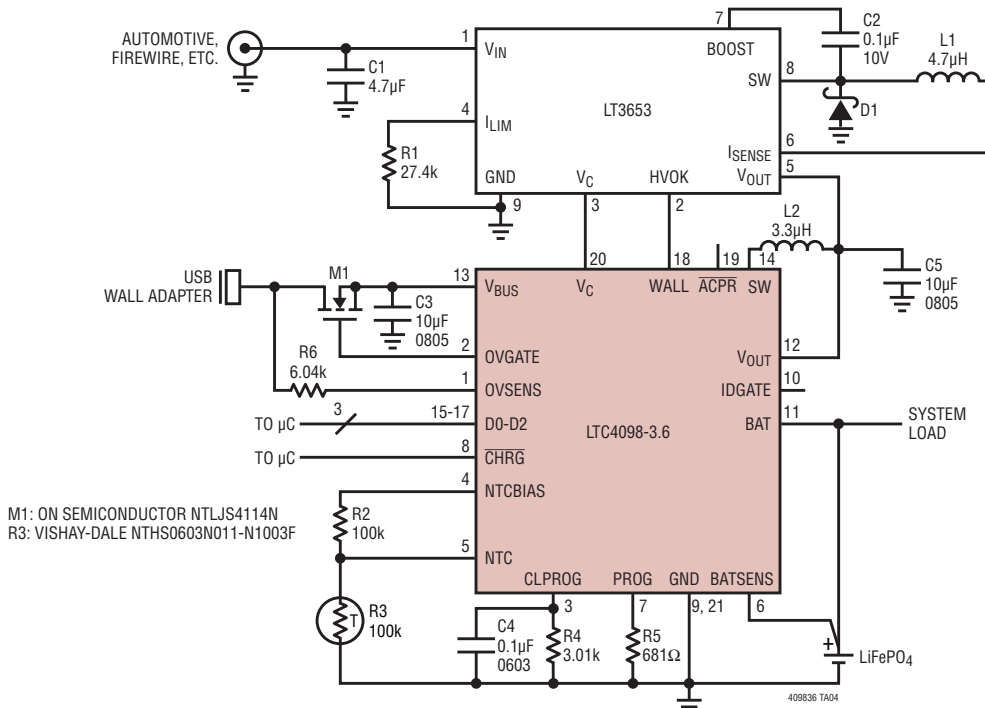 AUTOMOTIVE,
FIREWIRE, ETC.
1
VIN
C1
4.7µF
4
ILIM
R1
27.4k
GND
9
VC
3
HVOK
2
LT3653
7
BOOST
C2
0.1µF
10V
SW
8
L1
4.7µH
D1
ISENSE
6
VOUT
5
L2
3.3µH
C5
10µF
0805
USB
WALL ADAPTER
M1
13
VBUS
C3
10µF
0805
20
VC
18
WALL
19
ACPR
14
SW
2
OVGATE
R6
6.04k
1
OVSENS
TO µC
3
15-17
D0-D2
TO µC
8
CHRG
4
NTCBIAS
R2
100k
5
NTC
LTC4098-3.6
VOUT
12
IDGATE
10
BAT
11
SYSTEM
LOAD
M1: ON SEMICONDUCTOR NTLJS4114N
R3: VISHAY-DALE NTHS0603N011-N1003F
T
R3
100k
CLPROG
3
PROG
7
GND
9, 21
BATSENS
6
C4
0.1µF
0603
R4
3.01k
R5
681Ω
+
LiFePO4
409836 TA04